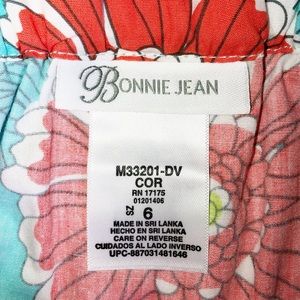 BONNIE JEAN
M33201-DV
COR
RN 17175
01201406
SZ 6
MADE IN SRI LANKA
HECHO EN SRI LANKA
CARE ON REVERSE
CUIDADOS AL LADO INVERSO
UPC-887031481646